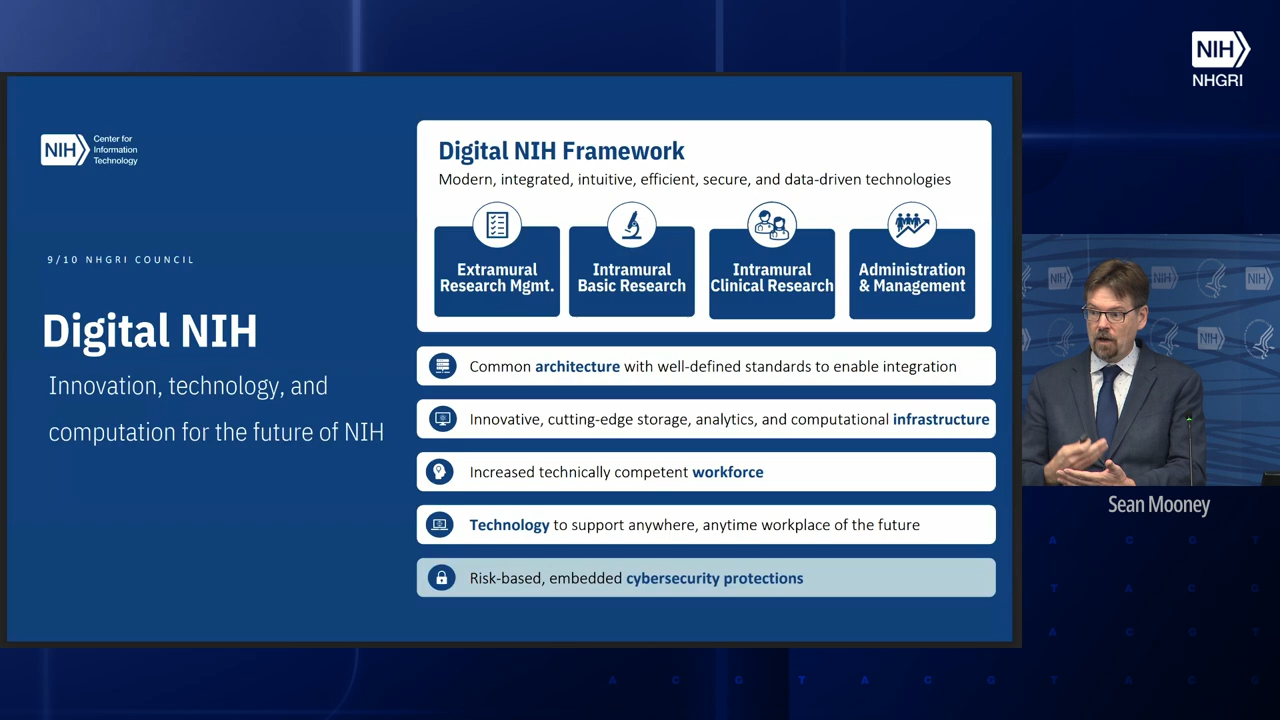 NIH
NHGRI
NIH
Center for
Information
Technology
9/10 NHGRI COUNCIL
Digital NIH
Innovation, technology, and
computation for the future of NIH
Digital NIH Framework
Modern, integrated, intuitive, efficient, secure, and data-driven technologies
Extramural
Research Mgmt.
Intramural
Basic Research
Intramural
Clinical Research
Administration
& Management
Common architecture with well-defined standards to enable integration
Innovative, cutting-edge storage, analytics, and computational infrastructure
Increased technically competent workforce
Technology to support anywhere, anytime workplace of the future
Risk-based, embedded cybersecurity protections
NIH
NIH
NIH
NIH
Sean Mooney